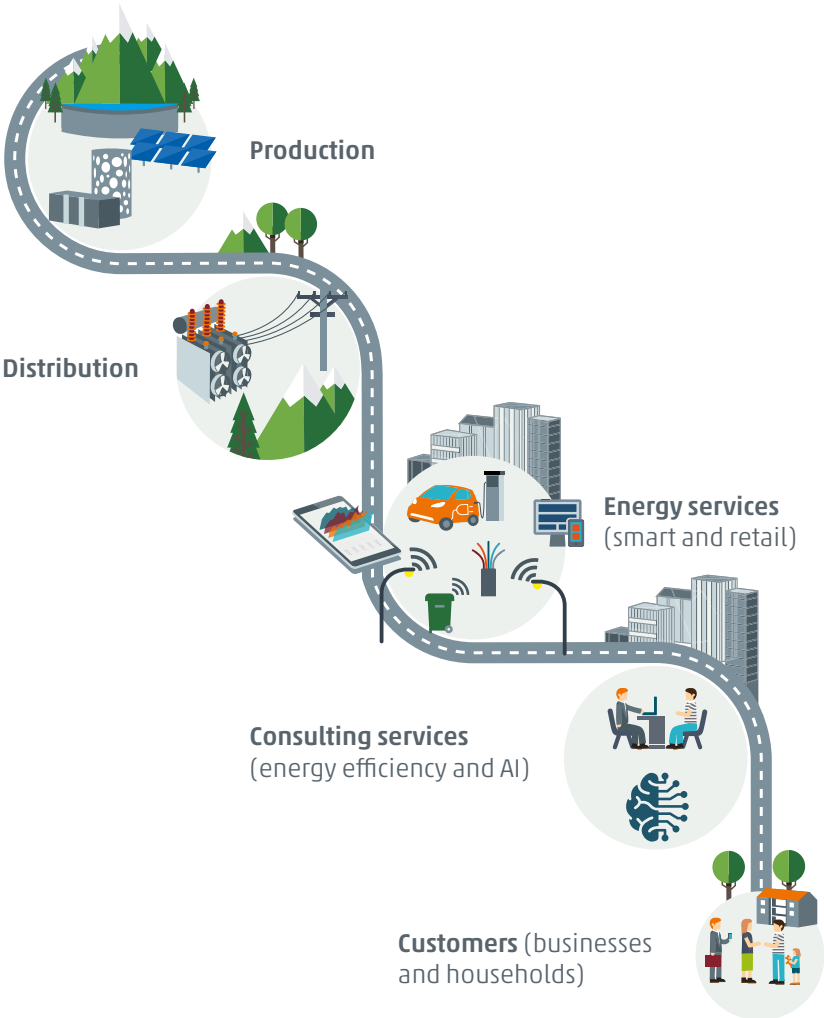 Production
Distribution
Energy services
(smart and retail)
Consulting services
(energy efficiency and AI)
Customers (businesses
and households)